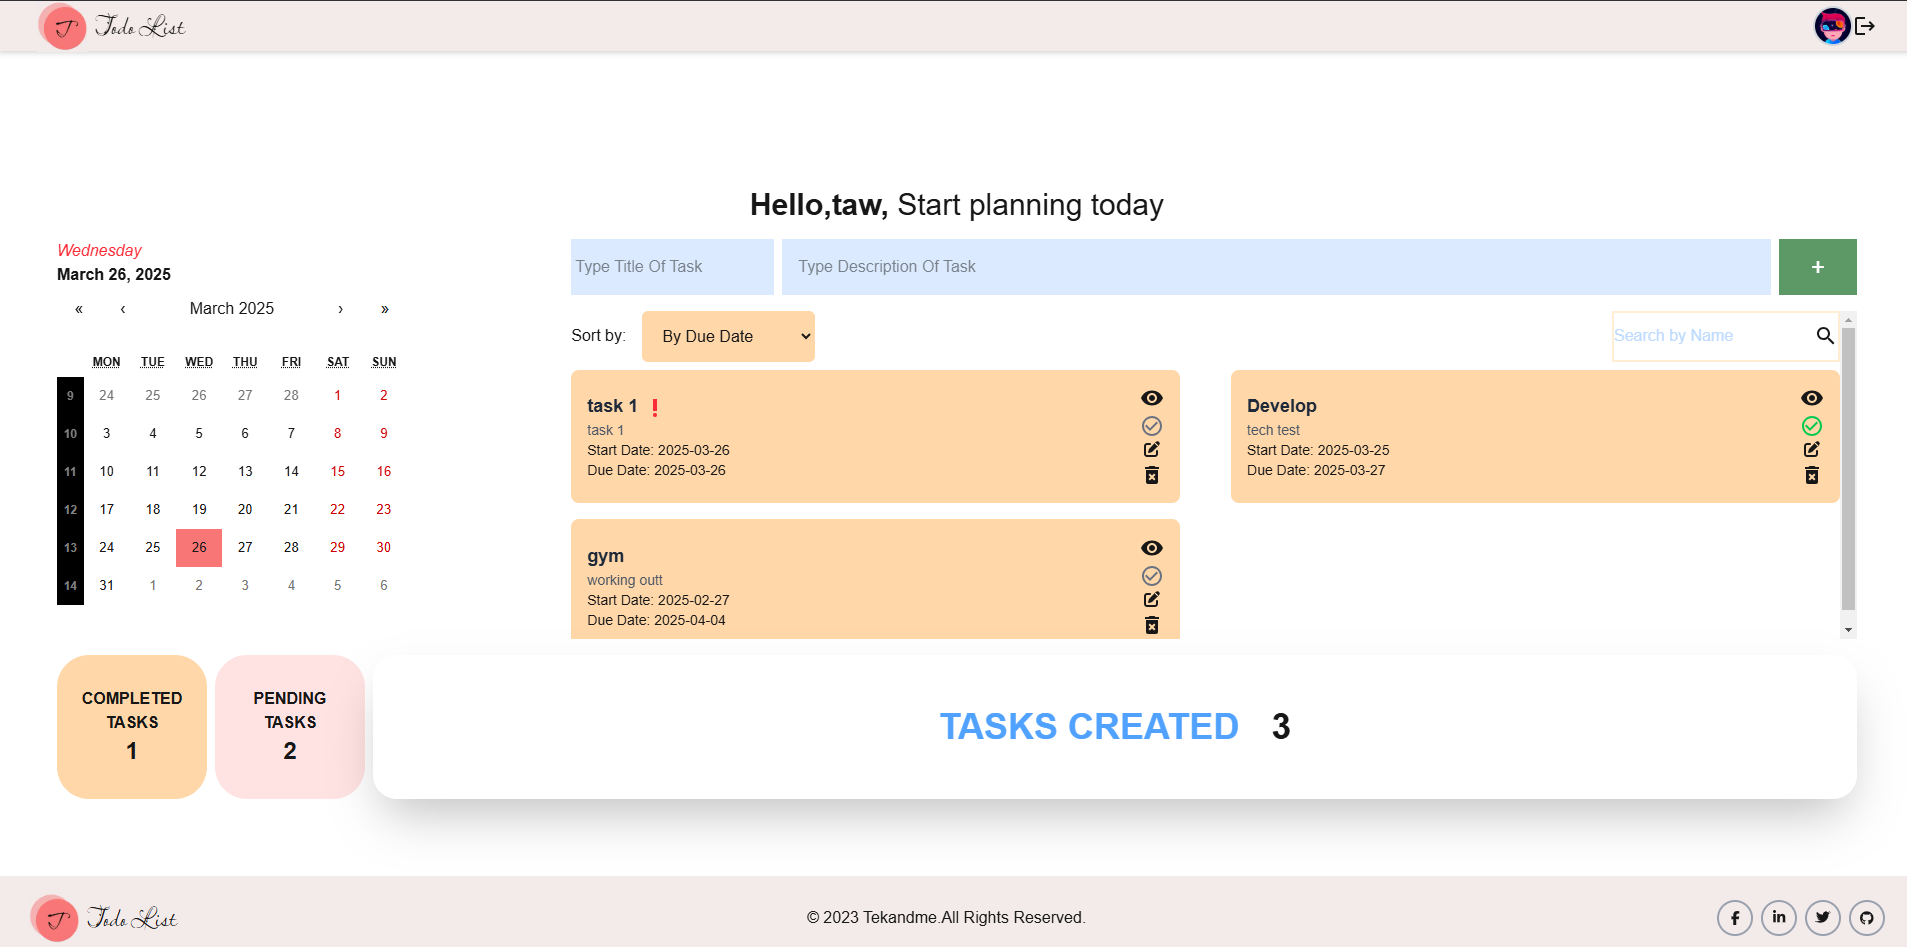 T Todo List
Hello,taw, Start planning today
Wednesday
March 26, 2025
« ‹ March 2025 › »
MON TUE WED THU FRI SAT SUN
9 24 25 26 27 28 1 2
10 3 4 5 6 7 8 9
11 10 11 12 13 14 15 16
12 17 18 19 20 21 22 23
13 24 25 26 27 28 29 30
14 31 1 2 3 4 5 6
Type Title Of Task Type Description Of Task +
Sort by: By Due Date Search by Name
task 1 ❗
task 1
Start Date: 2025-03-26
Due Date: 2025-03-26
Develop
tech test
Start Date: 2025-03-25
Due Date: 2025-03-27
gym
working outt
Start Date: 2025-02-27
Due Date: 2025-04-04
COMPLETED
TASKS
1
PENDING
TASKS
2
TASKS CREATED 3
T Todo List
© 2023 Tekandme.All Rights Reserved.